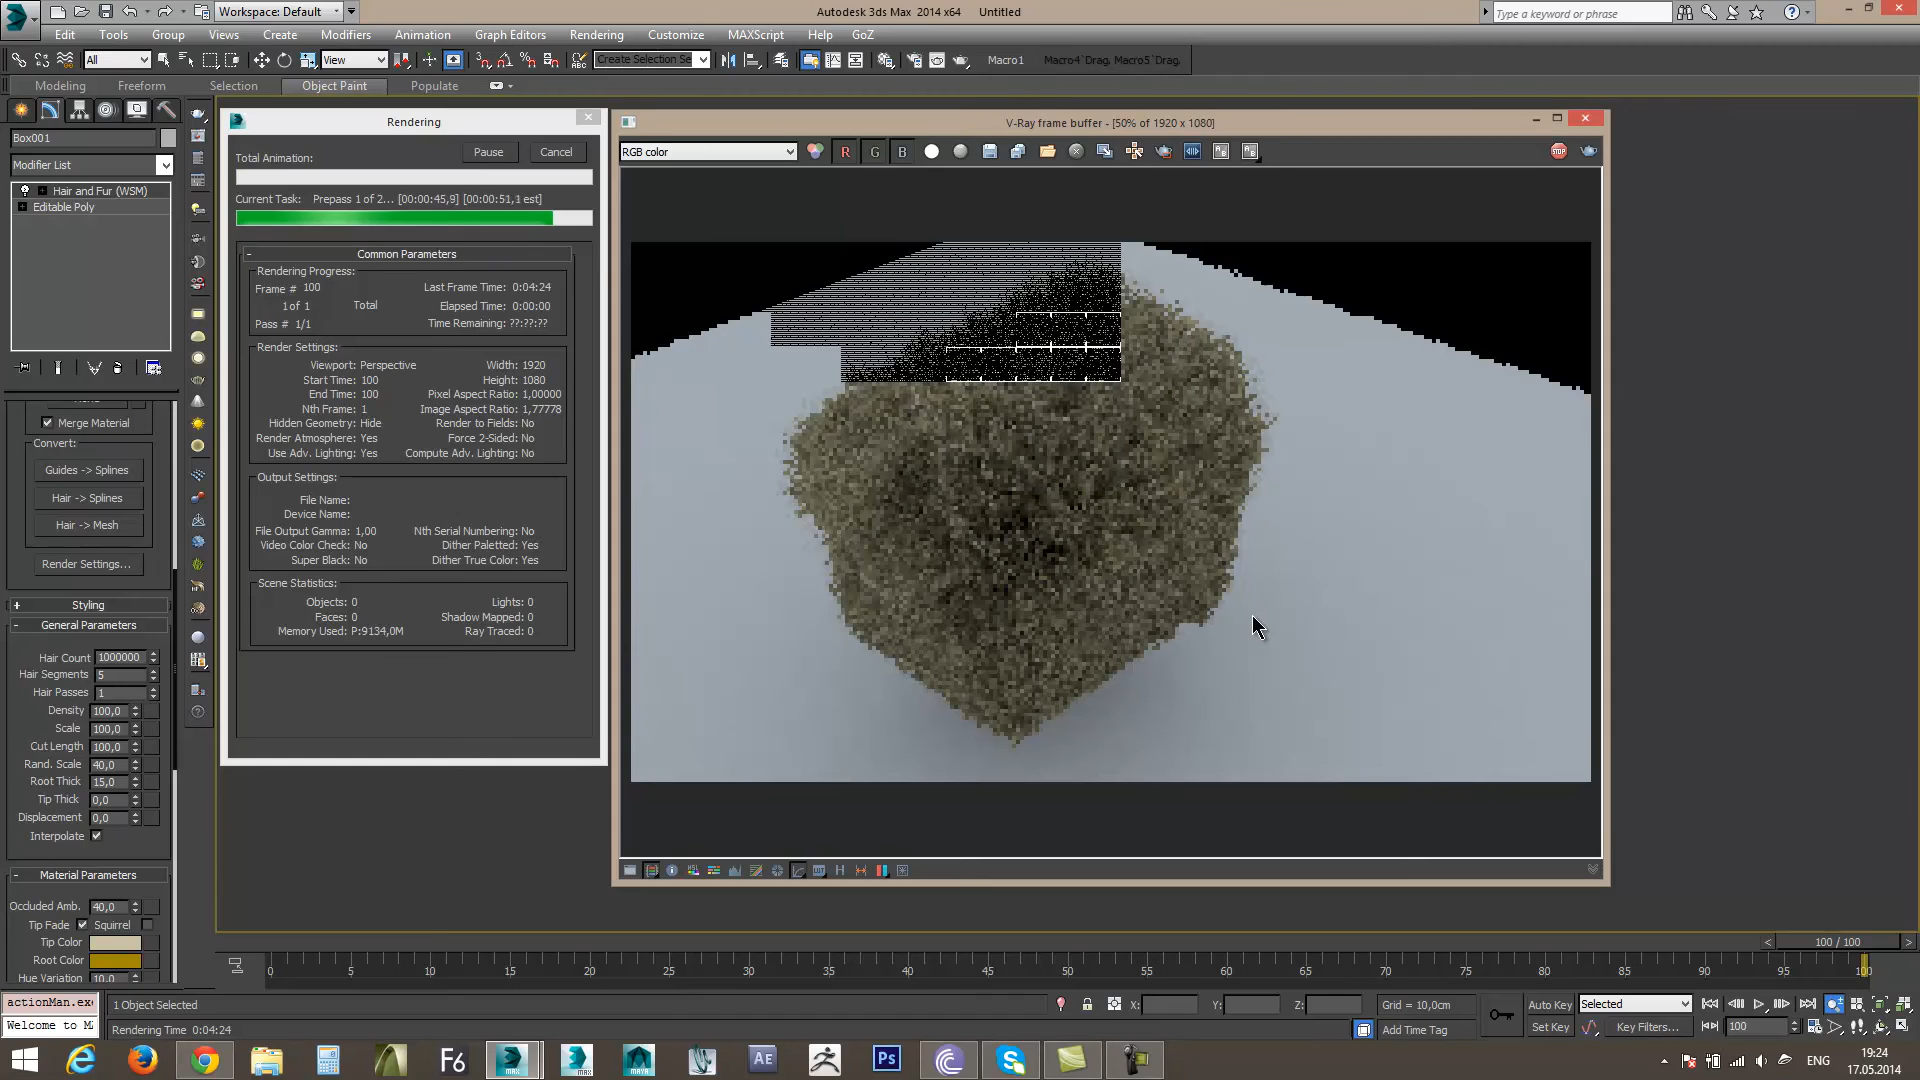 Workspace: Default
Autodesk 3ds Max 2014 x64 Untitled
Type a keyword or phrase
Edit Tools Group Views Create Modifiers Animation Graph Editors Rendering Customize MAXScript Help GoZ
All View Create Selection Se Macro1 Macro4`Drag, Macro5`Drag,
Modeling Freeform Selection Object Paint Populate
Box001
Modifier List
Hair and Fur (WSM)
Editable Poly
Merge Material
Convert:
Guides -> Splines
Hair -> Splines
Hair -> Mesh
Render Settings...
Styling
General Parameters
Hair Count 1000000
Hair Segments 5
Hair Passes 1
Density 100,0
Scale 100,0
Cut Length 100,0
Rand. Scale 40,0
Root Thick 15,0
Tip Thick 0,0
Displacement 0,0
Interpolate
Material Parameters
Occluded Amb. 40,0
Tip Fade Squirrel
Tip Color
Root Color
Hue Variation 10,0
Rendering
Total Animation:
Pause Cancel
Current Task: Prepass 1 of 2... [00:00:45,9] [00:00:51,1 est]
Common Parameters
Rendering Progress:
Frame # 100 Last Frame Time: 0:04:24
1of 1 Total Elapsed Time: 0:00:00
Pass # 1/1 Time Remaining: ??:??:??
Render Settings:
Viewport: Perspective Width: 1920
Start Time: 100 Height: 1080
End Time: 100 Pixel Aspect Ratio: 1,00000
Nth Frame: 1 Image Aspect Ratio: 1,77778
Hidden Geometry: Hide Render to Fields: No
Render Atmosphere: Yes Force 2-Sided: No
Use Adv. Lighting: Yes Compute Adv. Lighting: No
Output Settings:
File Name:
Device Name:
File Output Gamma: 1,00 Nth Serial Numbering: No
Video Color Check: No Dither Paletted: Yes
Super Black: No Dither True Color: Yes
Scene Statistics:
Objects: 0 Lights: 0
Faces: 0 Shadow Mapped: 0
Memory Used: P:9134,0M Ray Traced: 0
V-Ray frame buffer - [50% of 1920 x 1080]
RGB color R G B STOP
100 / 100
0 5 10 15 20 25 30 35 40 45 50 55 60 65 70 75 80 85 90 95 100
actionMan.exe 1 Object Selected X: Y: Z: Grid = 10,0cm Auto Key Selected
Welcome to M Rendering Time 0:04:24 Add Time Tag Set Key Key Filters... 100
F6 MAX Ae Ps ENG
19:24
17.05.2014